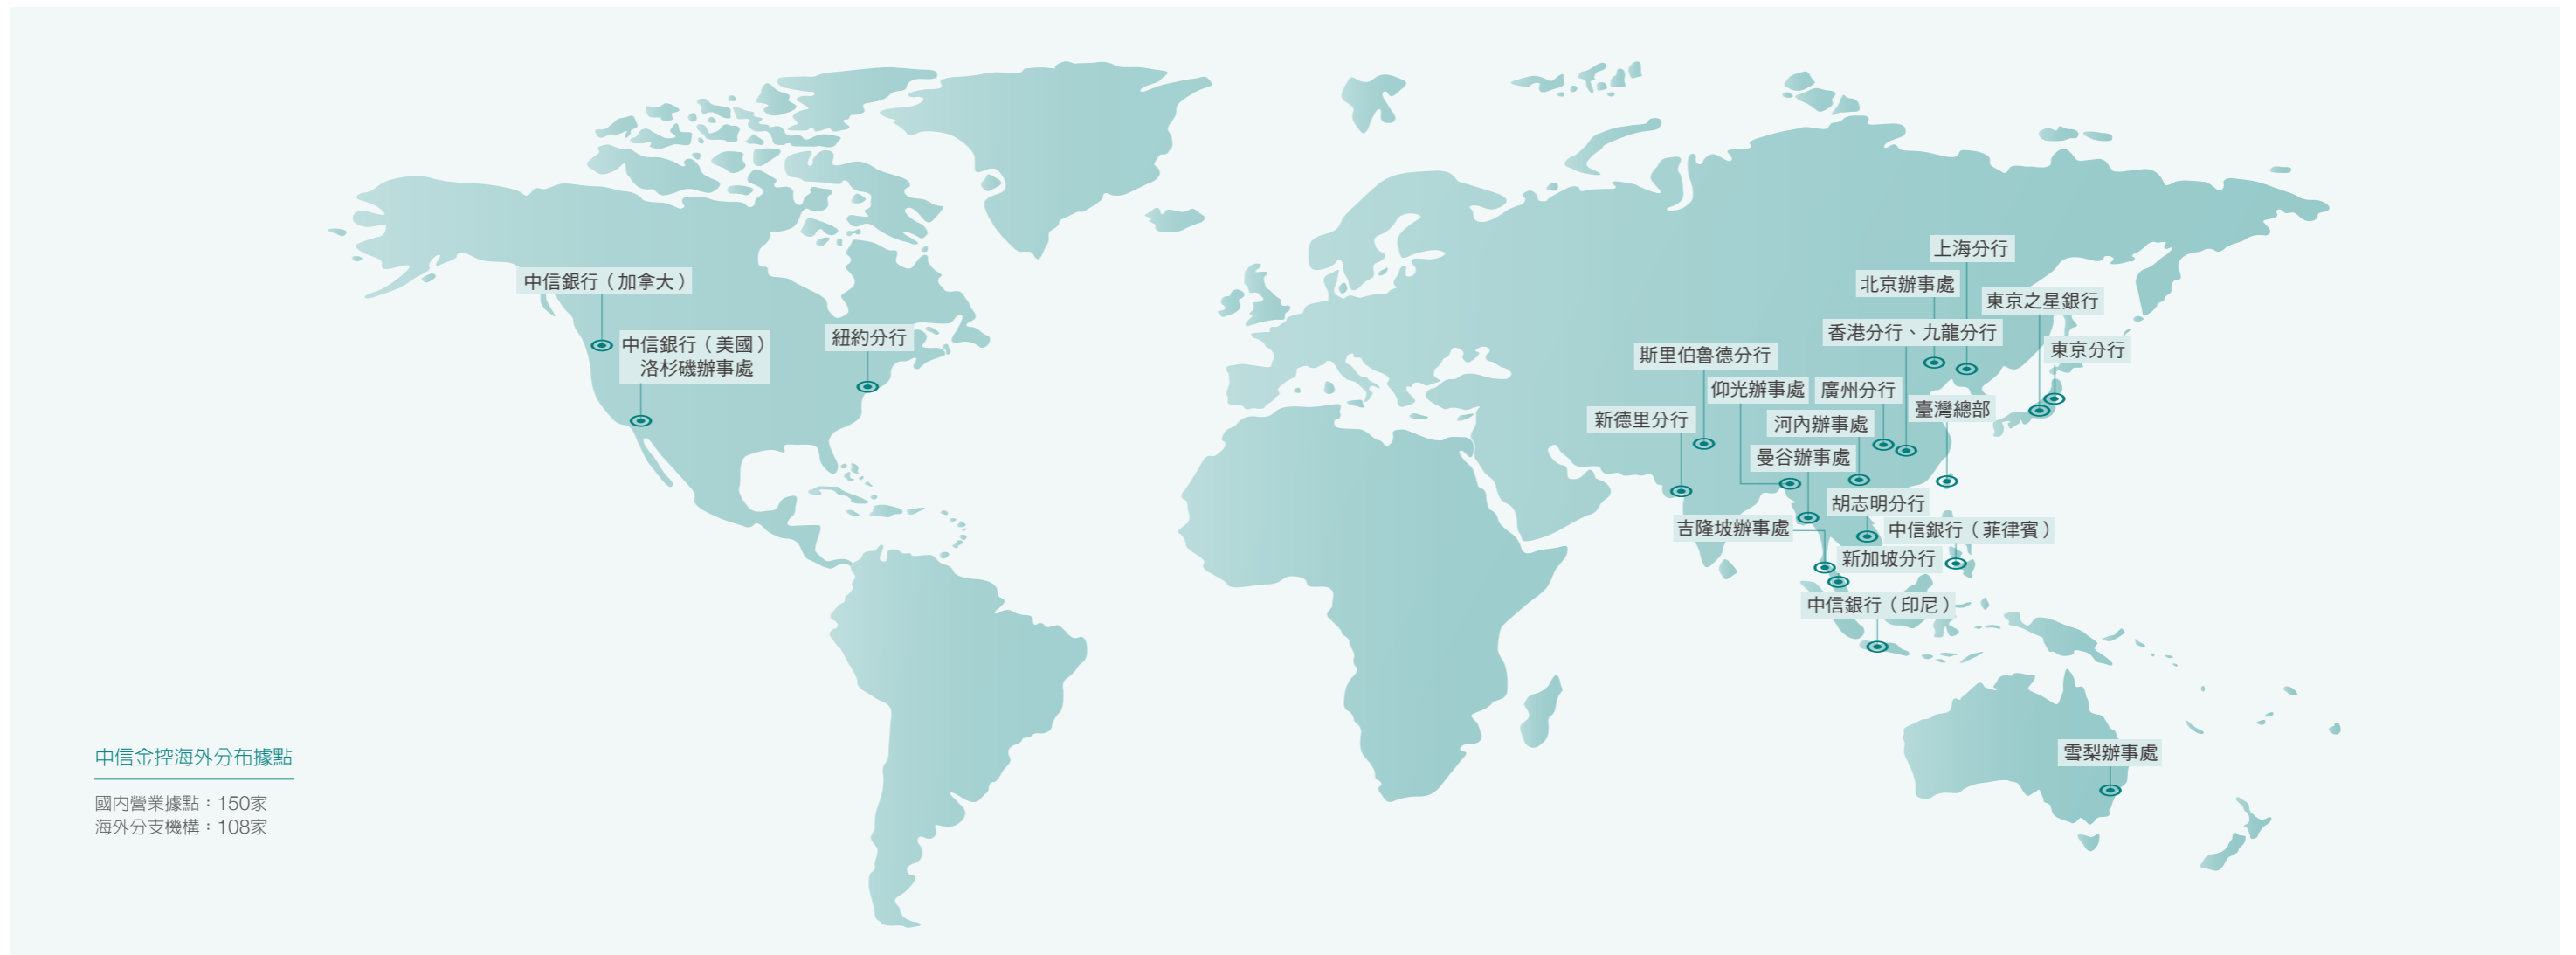 上海分行
中信銀行（加拿大）
北京辦事處
東京之星銀行
中信銀行（美國）
洛杉磯辦事處
紐約分行
香港分行、九龍分行
東京分行
斯里伯魯德分行
仰光辦事處
廣州分行
新德里分行
河內辦事處
臺灣總部
曼谷辦事處
胡志明分行
吉隆坡辦事處
中信銀行（菲律賓）
新加坡分行
中信銀行（印尼）
雪梨辦事處
中信金控海外分布據點
國内營業據點：150家
海外分支機構：108家